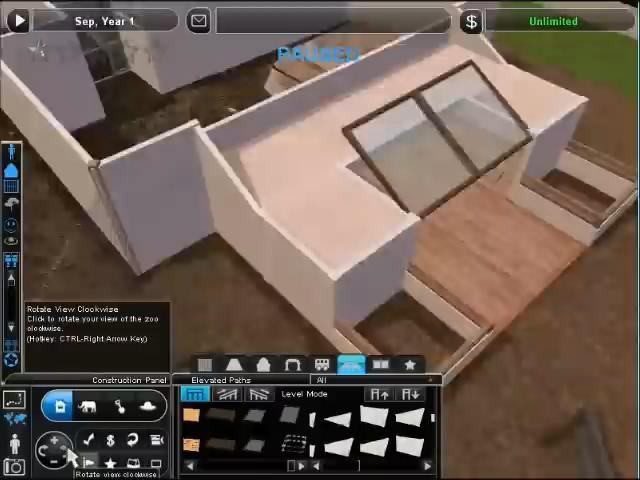 Sep, Year 1
$
Unlimited
PAUSED
Rotate View Clockwise
Click to rotate your view of the zoo
clockwise.
(Hotkey: CTRL-Right Arrow Key)
Construction Panel
Elevated Paths
All
Level Mode
$
Rotate view clockwise